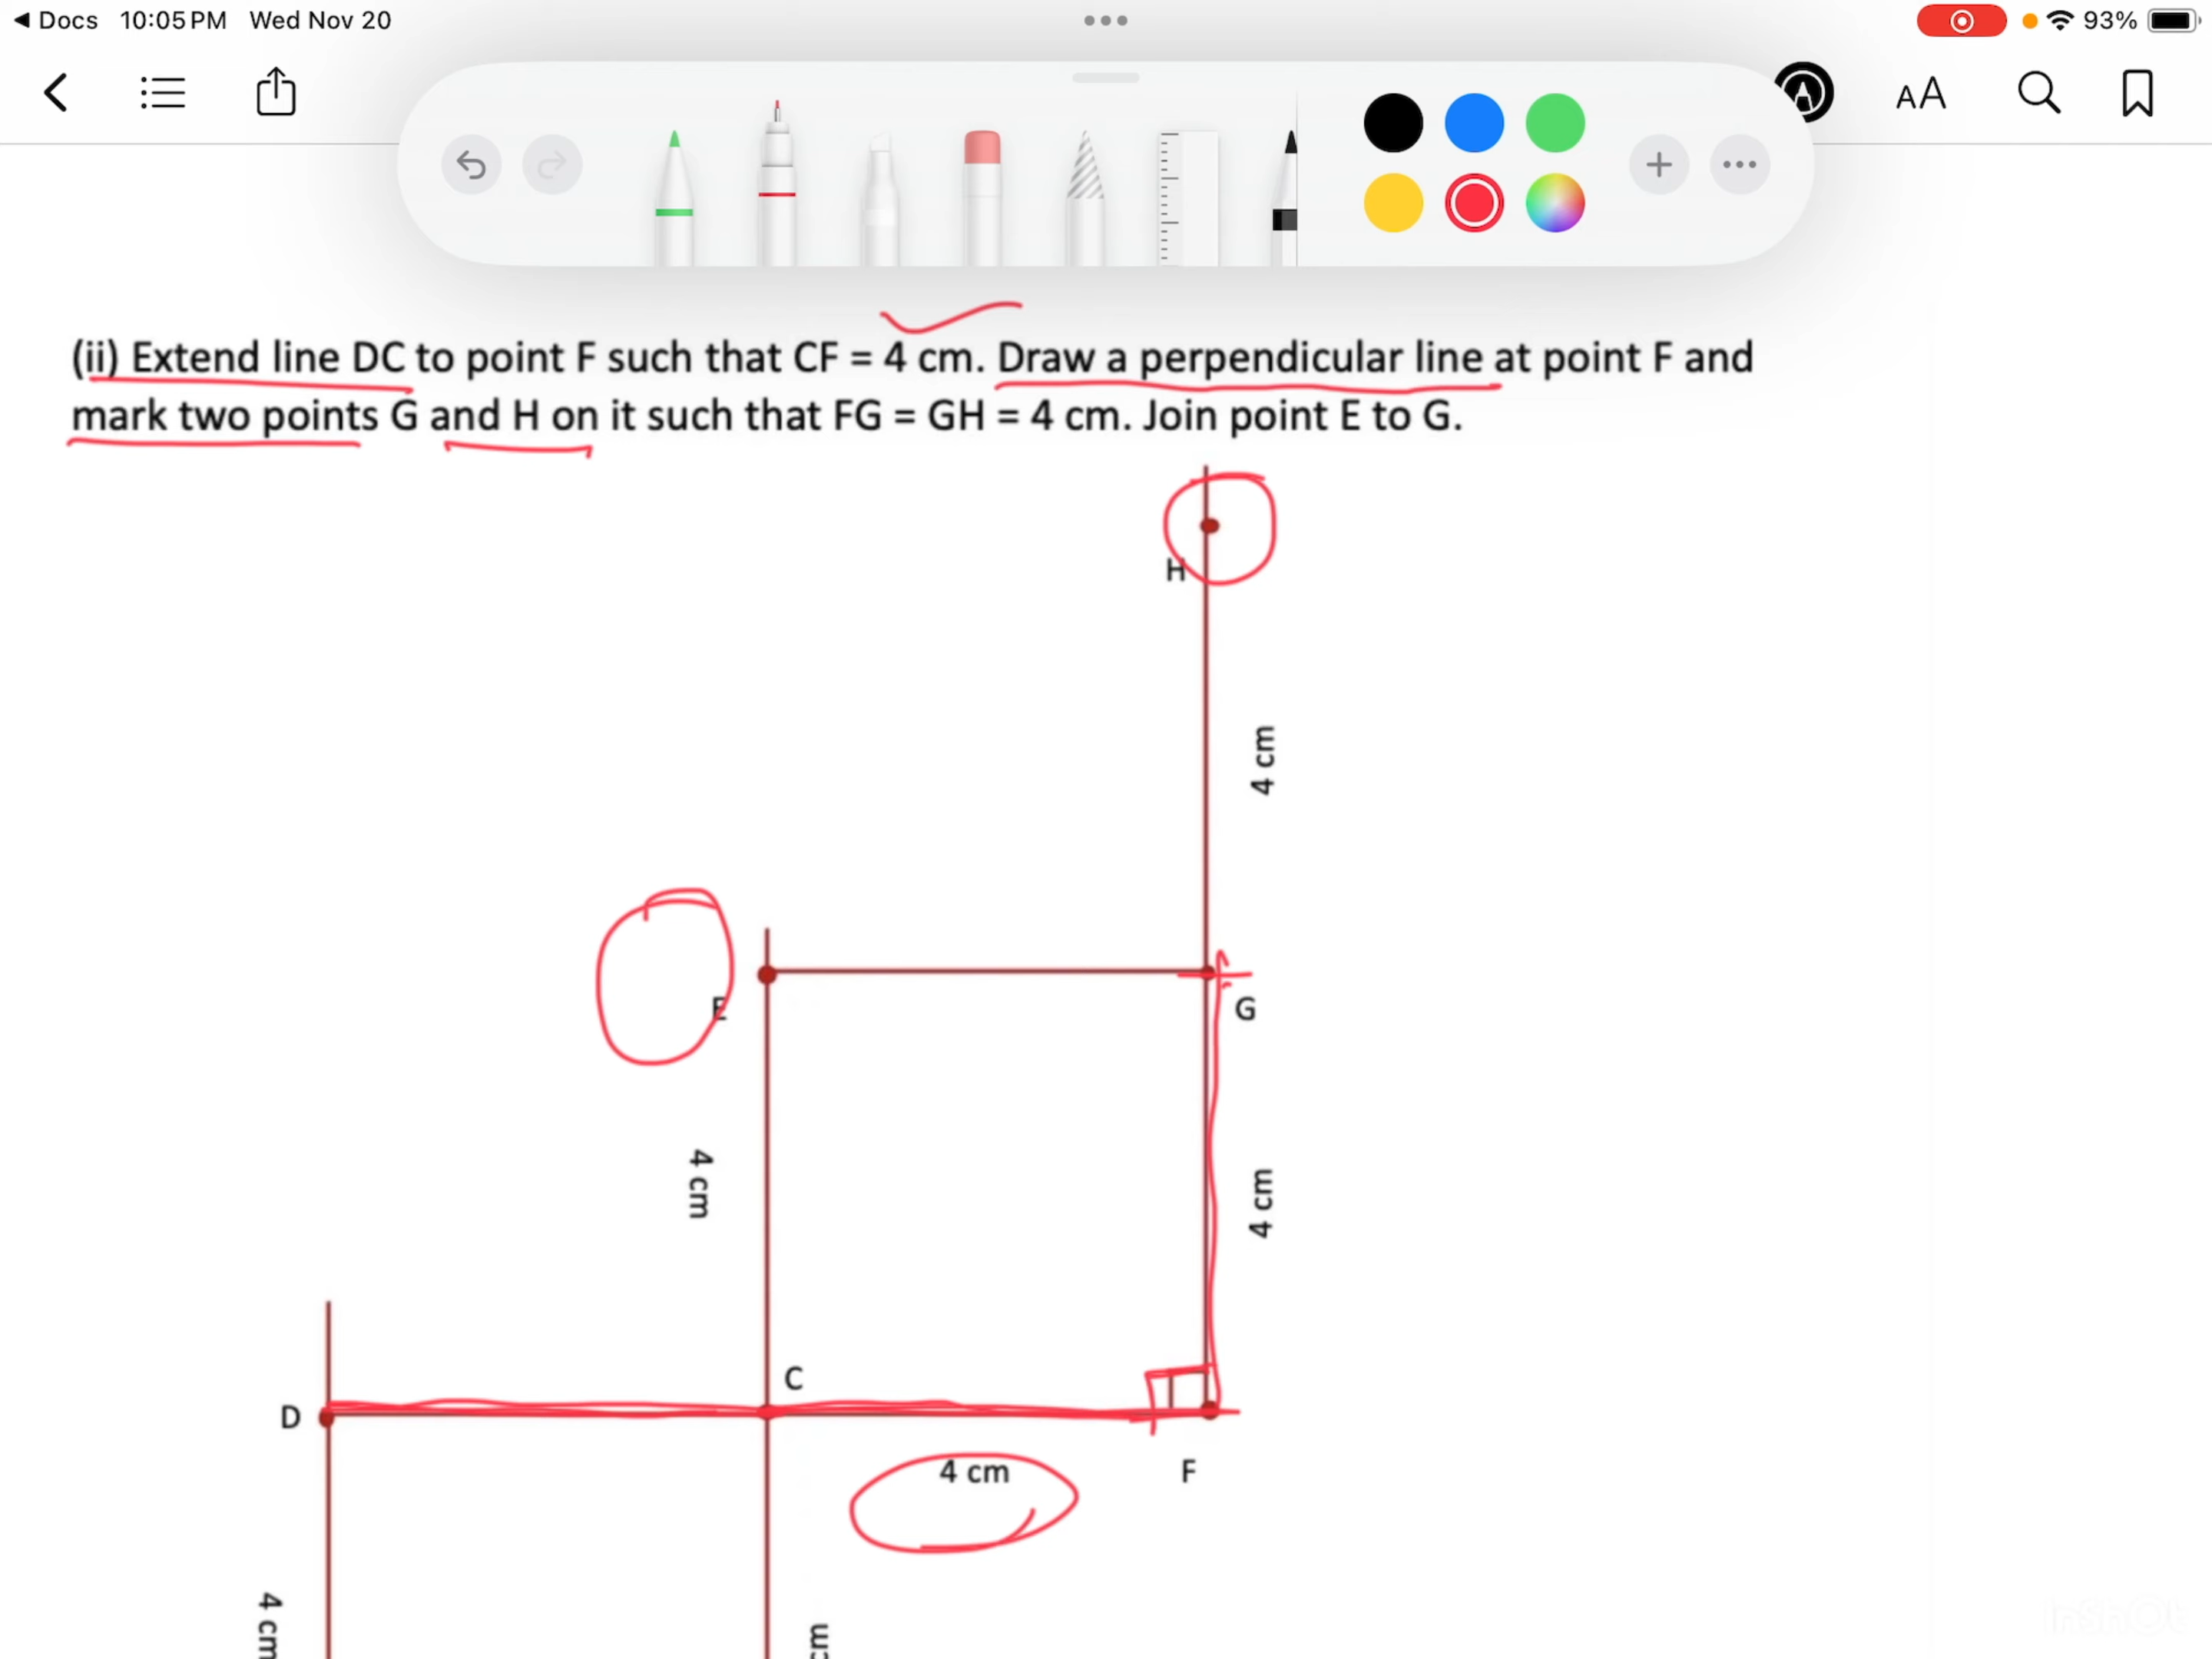 Docs 10:05 PM Wed Nov 20 93%
AA
(ii) Extend line DC to point F such that CF = 4 cm. Draw a perpendicular line at point F and
mark two points G and H on it such that FG = GH = 4 cm. Join point E to G.
H
4 cm
E G
4 cm 4 cm
C
D
4 cm F
4 cm cm